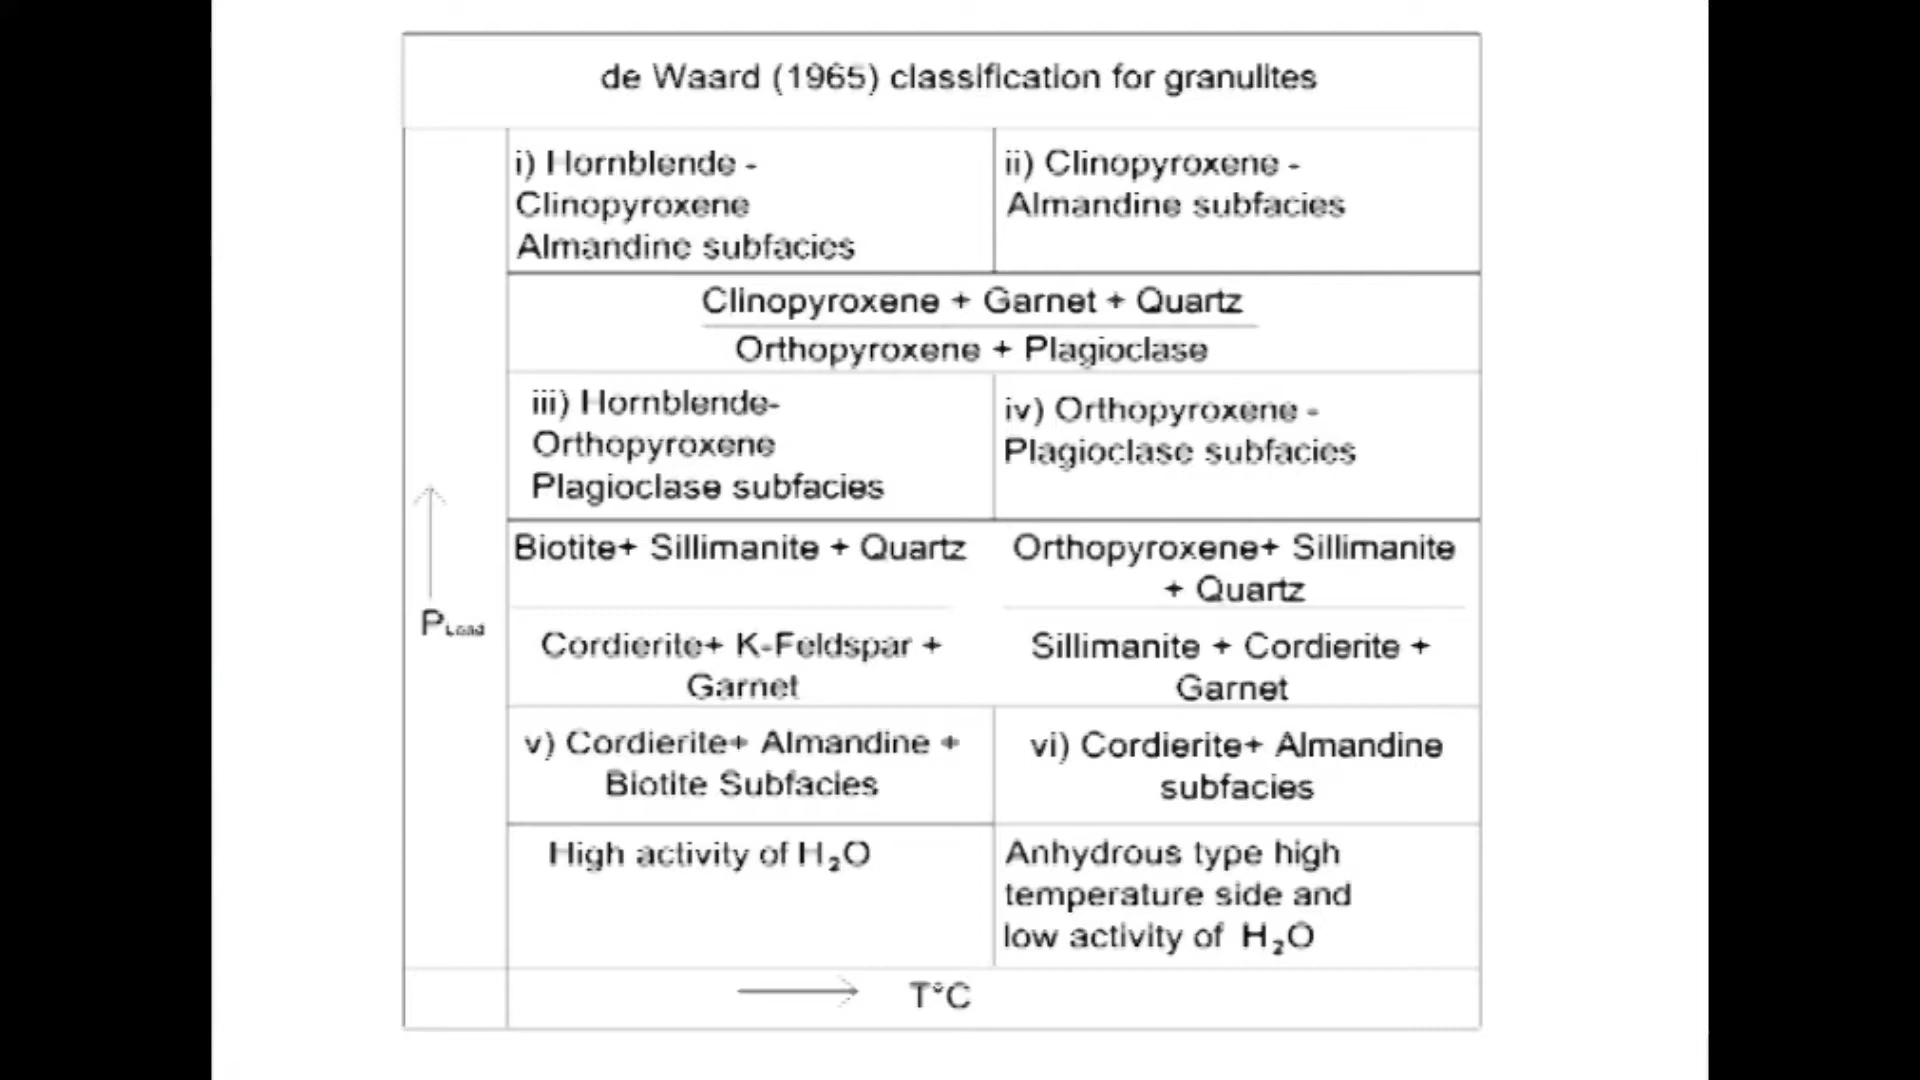 de Waard (1965) classification for granulites
i) Hornblende -
Clinopyroxene
Almandine subfacies
ii) Clinopyroxene -
Almandine subfacies
Clinopyroxene + Garnet + Quartz
Orthopyroxene + Plagioclase
iii) Hornblende-
Orthopyroxene
Plagioclase subfacies
iv) Orthopyroxene -
Plagioclase subfacies
Biotite+ Sillimanite + Quartz
Cordierite+ K-Feldspar +
Garnet
Orthopyroxene+ Sillimanite
+ Quartz
Sillimanite + Cordierite +
Garnet
P Load
v) Cordierite+ Almandine +
Biotite Subfacies
vi) Cordierite+ Almandine
subfacies
High activity of H₂O
Anhydrous type high
temperature side and
low activity of H₂O
T°C